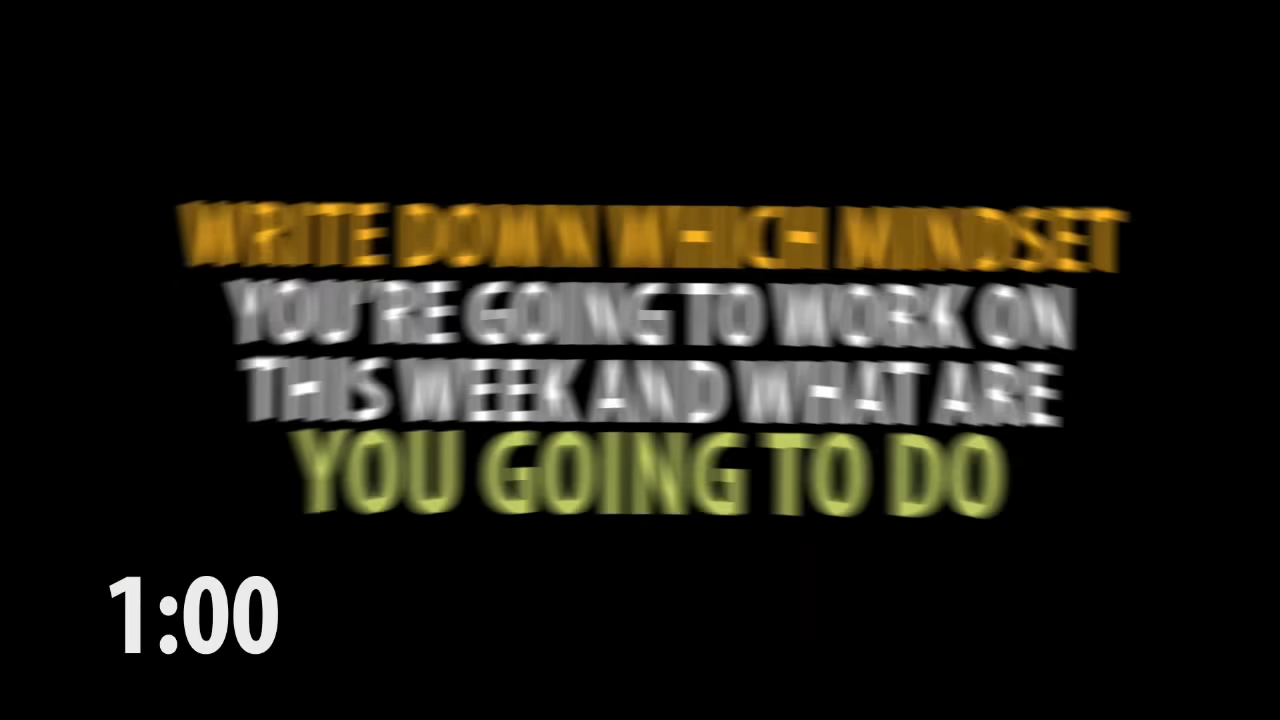 WRITE DOWN WHICH MINDSET
YOU'RE GOING TO WORK ON
THIS WEEK AND WHAT ARE
YOU GOING TO DO
1:00